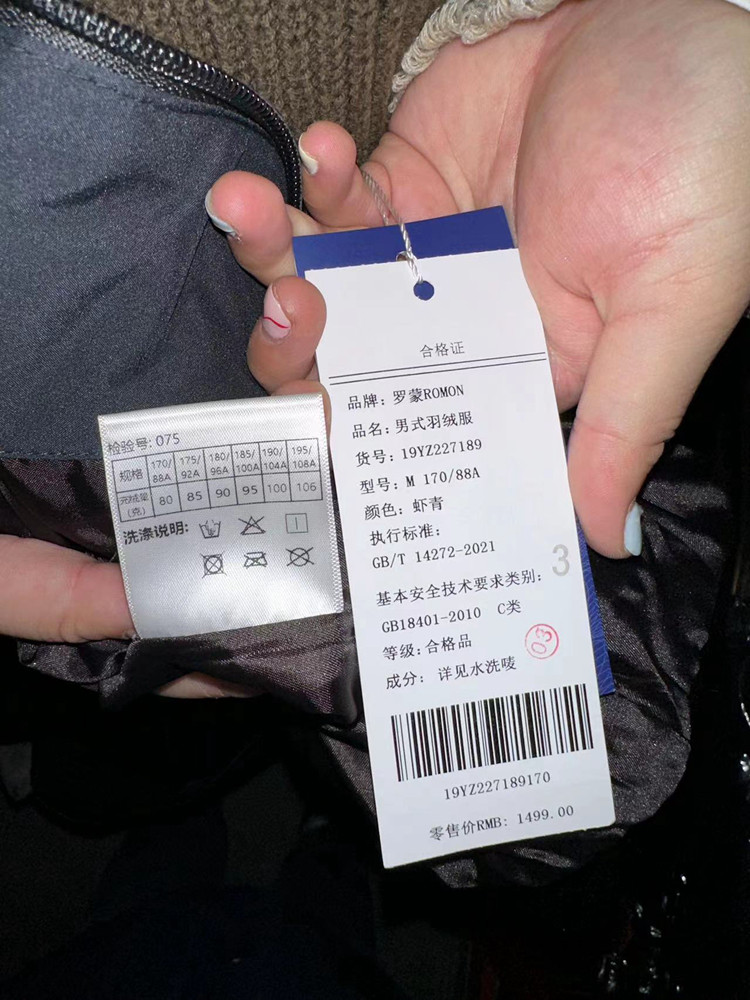 检验号: 075
规格 170/88A 175/92A 180/96A 185/100A 190/104A 195/108A
充绒量(克) 80 85 90 95 100 106
洗涤说明:
合格证
品牌: 罗蒙ROMON
品名: 男式羽绒服
货号: 19YZ227189
型号: M 170/88A
颜色: 虾青
执行标准:
GB/T 14272-2021
基本安全技术要求类别:
GB18401-2010 C类
等级: 合格品
成分: 详见水洗唛
3
03
19YZ227189170
零售价RMB: 1499.00